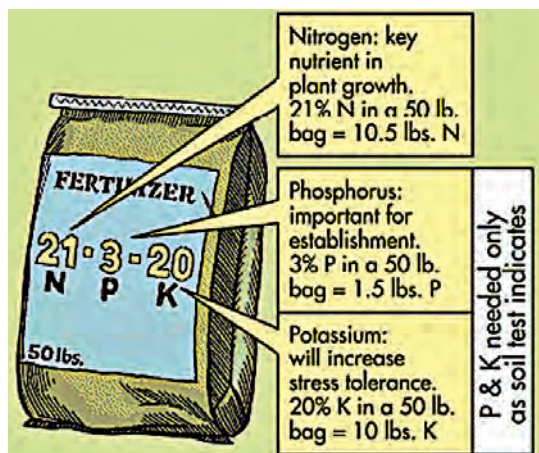 Nitrogen: key
nutrient in
plant growth.
21% N in a 50 lb.
bag = 10.5 lbs. N
FERTILIZER
21-3-20
N P K
50 lbs.
Phosphorus:
important for
establishment.
3% P in a 50 lb.
bag = 1.5 lbs. P
Potassium:
will increase
stress tolerance.
20% K in a 50 lb.
bag = 10 lbs. K
P & K needed only
as soil test indicates